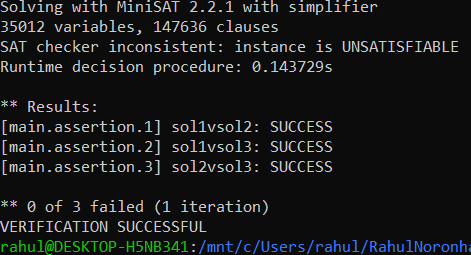 Solving with MiniSAT 2.2.1 with simplifier
35012 variables, 147636 clauses
SAT checker inconsistent: instance is UNSATISFIABLE
Runtime decision procedure: 0.143729s
** Results:
[main.assertion.1] sol1vsol2: SUCCESS
[main.assertion.2] sol1vsol3: SUCCESS
[main.assertion.3] sol2vsol3: SUCCESS
** 0 of 3 failed (1 iteration)
VERIFICATION SUCCESSFUL
rahul@DESKTOP-H5NB341:/mnt/c/Users/rahul/RahulNoronha